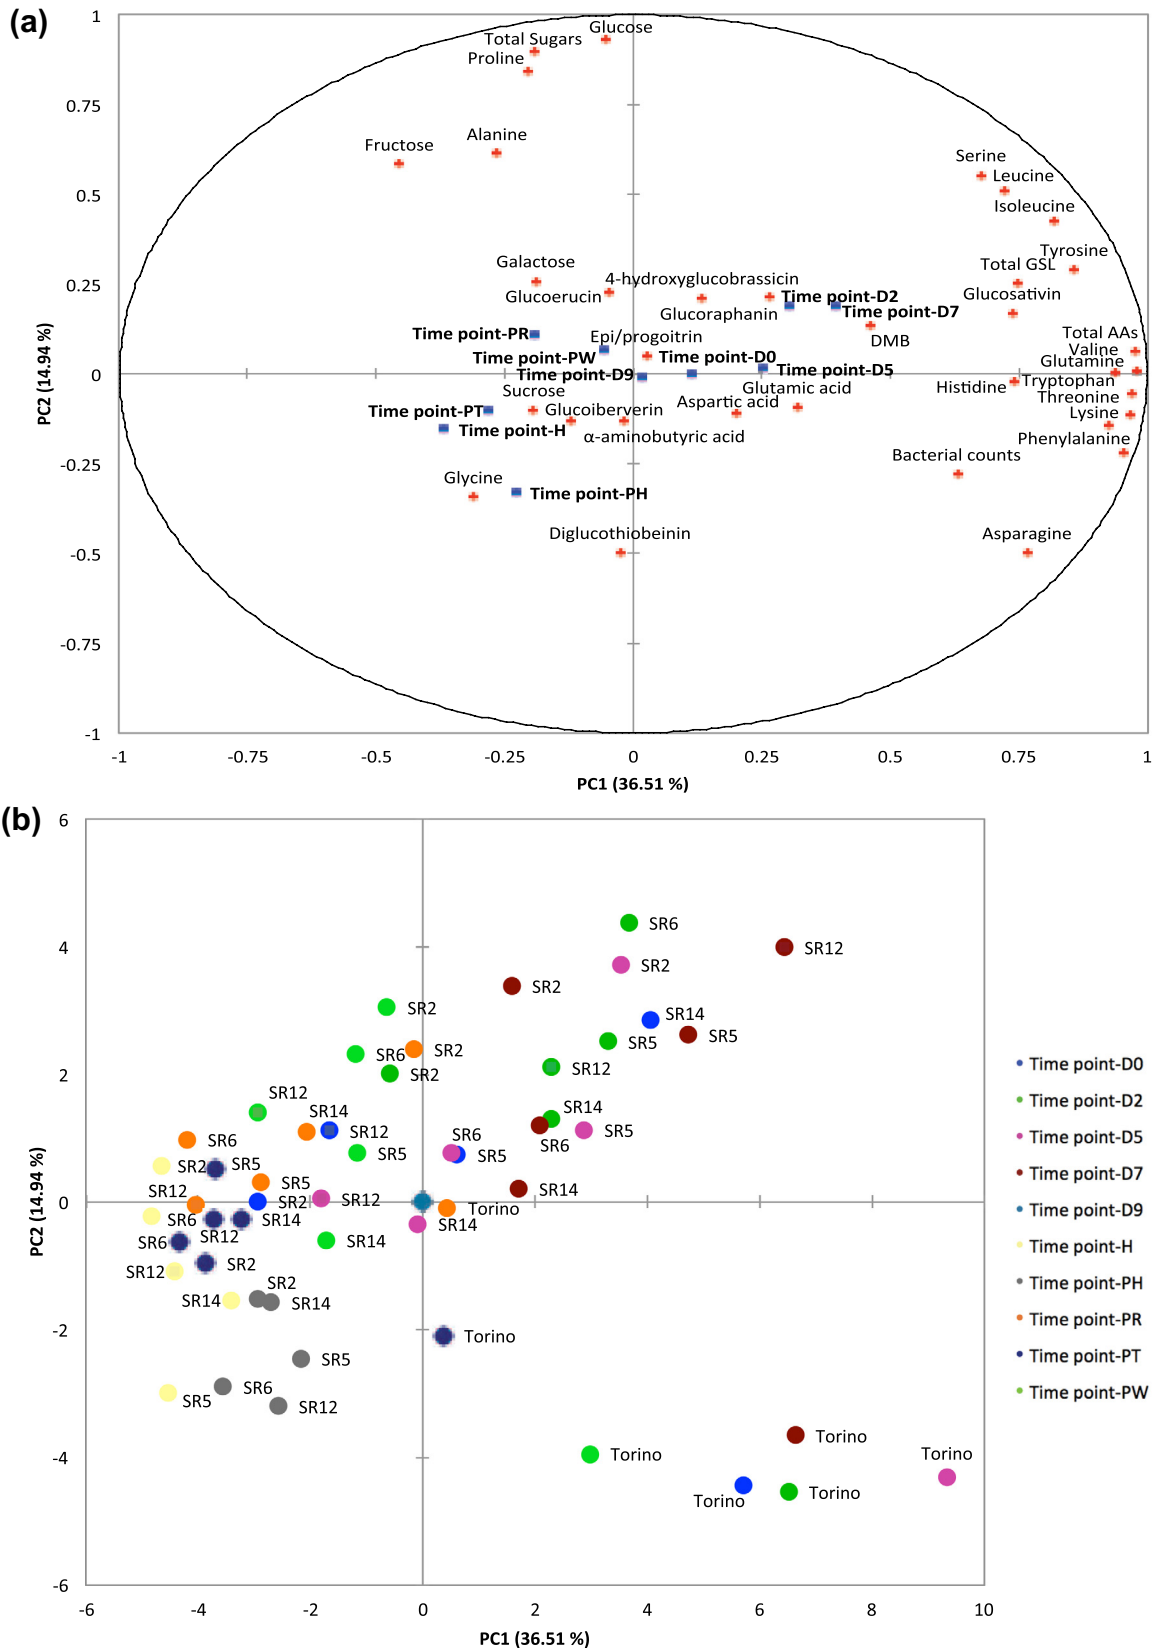 (a)
1
Glucose
Total Sugars
Proline
0.75
Alanine
Fructose
Serine
0.5
Leucine
Isoleucine
Tyrosine
Galactose
Total GSL
0.25
4-hydroxyglucobrassicin
Glucoerucin
Time point-D2
Glucosativin
Glucoraphanin
Time point-D7
Time point-PR
Epi/progoitrin
Total AAs
DMB
Valine
Time point-PW
Time point-D0
Glutamine
0
Time point-D9
Time point-D5
Tryptophan
Sucrose
Glutamic acid
Histidine
Threonine
Time point-PT
Glucoiberverin
Aspartic acid
Lysine
Time point-H
α-aminobutyric acid
Phenylalanine
-0.25
Bacterial counts
Glycine
Time point-PH
Diglucothiobeinin
Asparagine
-0.5
-0.75
-1
PC2 (14.94 %)
-1 -0.75 -0.5 -0.25 0 0.25 0.5 0.75 1
PC1 (36.51 %)
(b)
6
SR6
4
SR12
SR2
SR2
SR2
SR14
SR5
SR5
SR2
SR6
SR2
SR12
2
SR12
SR14
SR14
SR12
SR6
SR5
SR6
SR6
SR5
SR5
SR2
SR5
SR5
SR14
SR12
SR2
SR12
0
Torino
SR6
SR14
SR14
SR12
SR6
SR14
SR2
SR12
SR2
SR14
SR14
-2
Torino
SR5
SR6
SR5
SR12
Torino
Torino
Torino
-4
Torino
Torino
-6
PC2 (14.94 %)
-6 -4 -2 0 2 4 6 8 10
PC1 (36.51 %)
Time point-D0
Time point-D2
Time point-D5
Time point-D7
Time point-D9
Time point-H
Time point-PH
Time point-PR
Time point-PT
Time point-PW